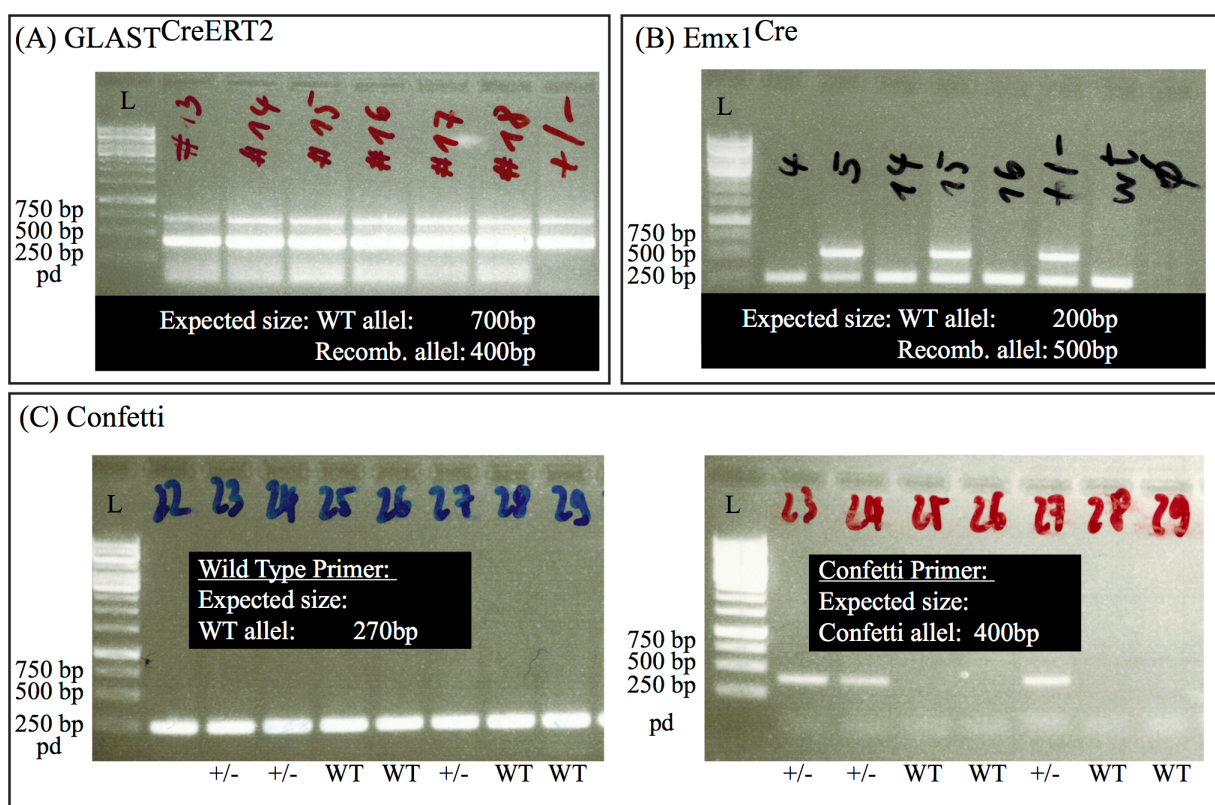 (A) GLASTCreERT2
L #13 #14 #15 #16 #17 #18 +/-
750 bp
500 bp
250 bp
pd
Expected size: WT allel: 700bp
Recomb. allel: 400bp
(B) Emx1Cre
L 4 5 14 15 16 +/- wt ø
750 bp
500 bp
250 bp
Expected size: WT allel: 200bp
Recomb. allel: 500bp
(C) Confetti
L 22 23 24 25 26 27 28 29
Wild Type Primer:
Expected size:
WT allel: 270bp
750 bp
500 bp
250 bp
pd
+/- +/- WT WT +/- WT WT
L 23 24 25 26 27 28 29
Confetti Primer:
Expected size:
Confetti allel: 400bp
750 bp
500 bp
250 bp
pd
+/- +/- WT WT +/- WT WT